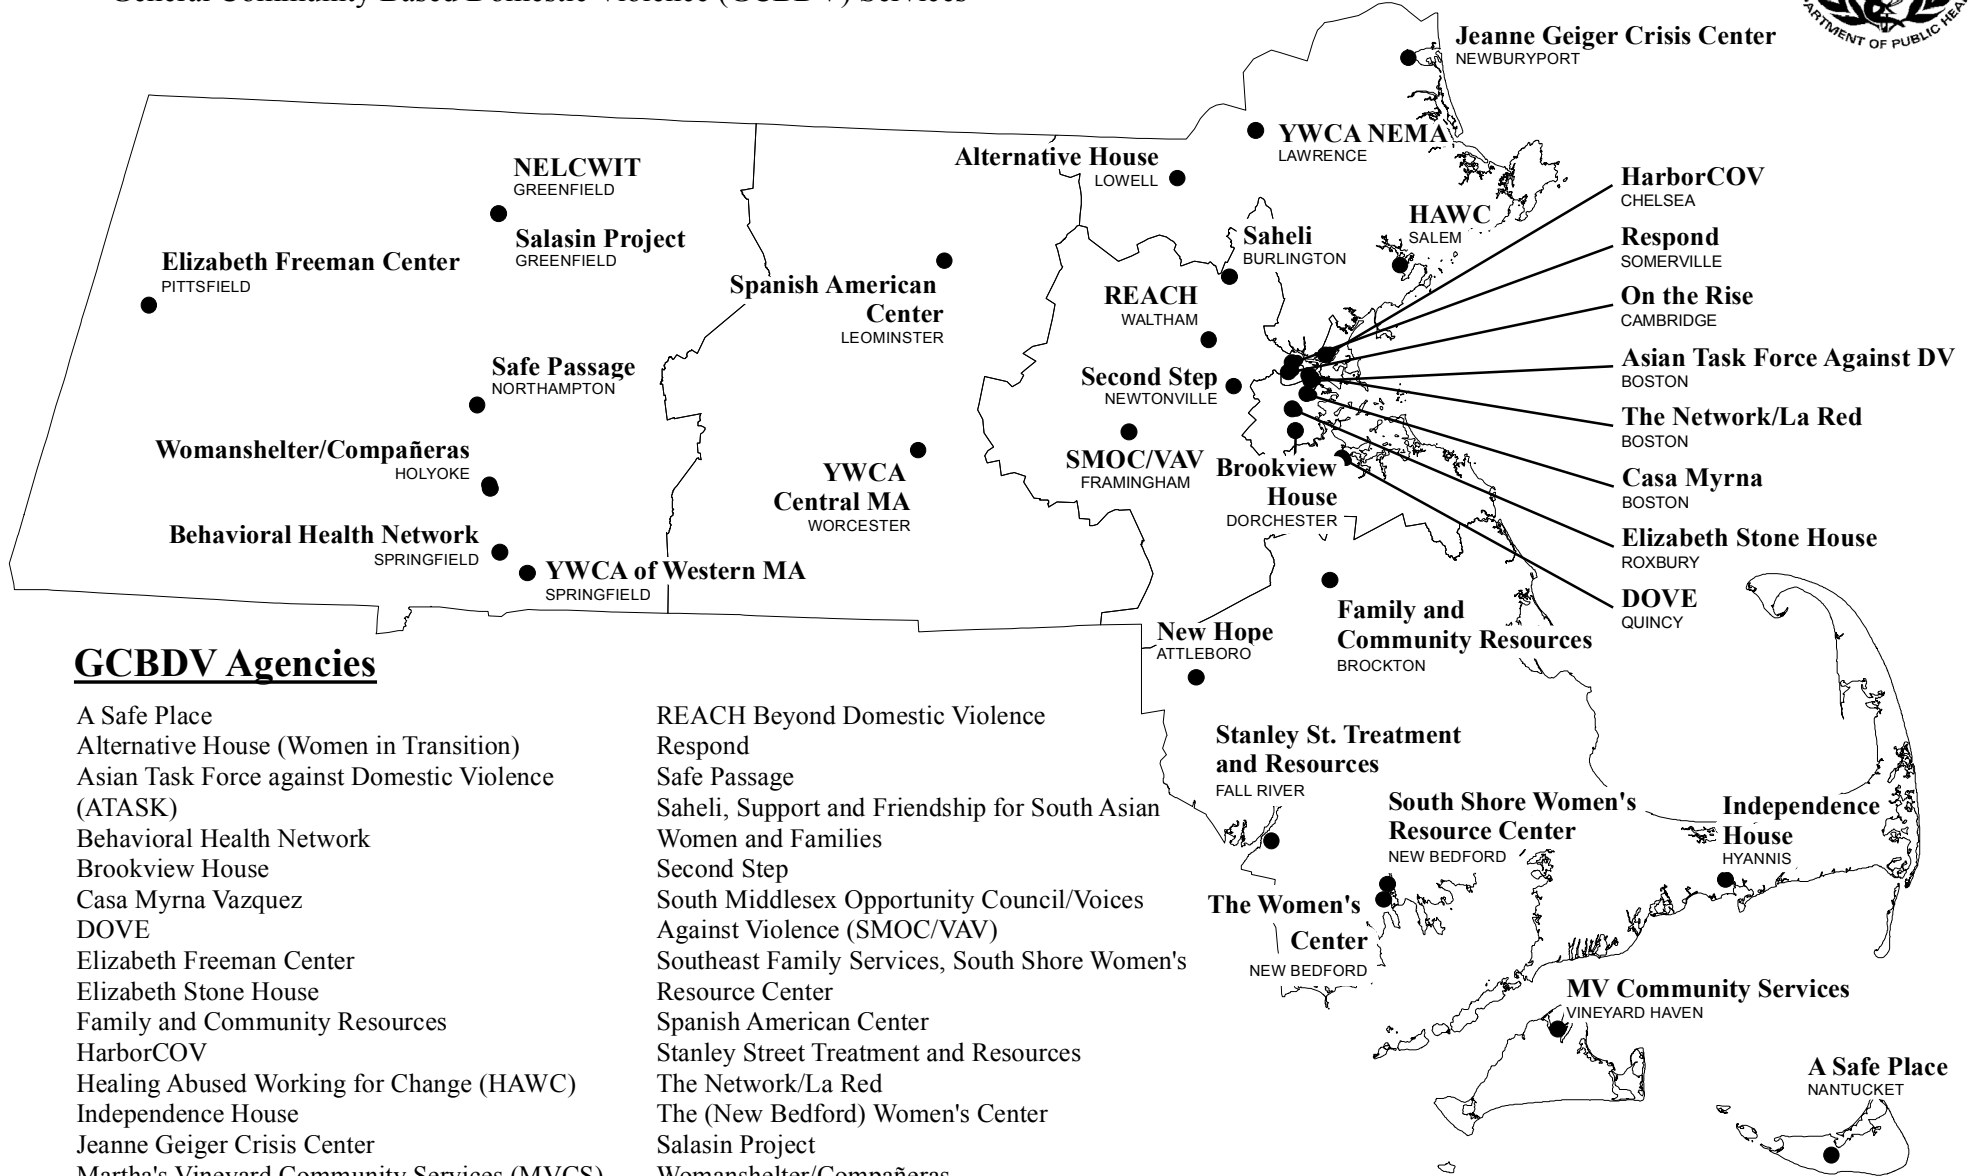 General Community Based Domestic Violence (GCBDV) Services
DEPARTMENT OF PUBLIC HEALTH
Jeanne Geiger Crisis Center
NEWBURYPORT
YWCA NEMA
LAWRENCE
Alternative House
LOWELL
NELCWIT
GREENFIELD
Salasin Project
GREENFIELD
Elizabeth Freeman Center
PITTSFIELD
Spanish American
Center
LEOMINSTER
Saheli
BURLINGTON
HAWC
SALEM
REACH
WALTHAM
Second Step
NEWTONVILLE
Safe Passage
NORTHAMPTON
Womanshelter/Compañeras
HOLYOKE
YWCA
Central MA
WORCESTER
SMOC/VAV
FRAMINGHAM
Brookview
House
DORCHESTER
Behavioral Health Network
SPRINGFIELD
YWCA of Western MA
SPRINGFIELD
HarborCOV
CHELSEA
Respond
SOMERVILLE
On the Rise
CAMBRIDGE
Asian Task Force Against DV
BOSTON
The Network/La Red
BOSTON
Casa Myrna
BOSTON
Elizabeth Stone House
ROXBURY
DOVE
QUINCY
Family and
Community Resources
BROCKTON
New Hope
ATTLEBORO
Stanley St. Treatment
and Resources
FALL RIVER
South Shore Women's
Resource Center
NEW BEDFORD
Independence
House
HYANNIS
The Women's
Center
NEW BEDFORD
MV Community Services
VINEYARD HAVEN
A Safe Place
NANTUCKET
GCBDV Agencies
A Safe Place
Alternative House (Women in Transition)
Asian Task Force against Domestic Violence
(ATASK)
Behavioral Health Network
Brookview House
Casa Myrna Vazquez
DOVE
Elizabeth Freeman Center
Elizabeth Stone House
Family and Community Resources
HarborCOV
Healing Abused Working for Change (HAWC)
Independence House
Jeanne Geiger Crisis Center
Martha's Vineyard Community Services (MVCS)
REACH Beyond Domestic Violence
Respond
Safe Passage
Saheli, Support and Friendship for South Asian
Women and Families
Second Step
South Middlesex Opportunity Council/Voices
Against Violence (SMOC/VAV)
Southeast Family Services, South Shore Women's
Resource Center
Spanish American Center
Stanley Street Treatment and Resources
The Network/La Red
The (New Bedford) Women's Center
Salasin Project
Womanshelter/Compañeras